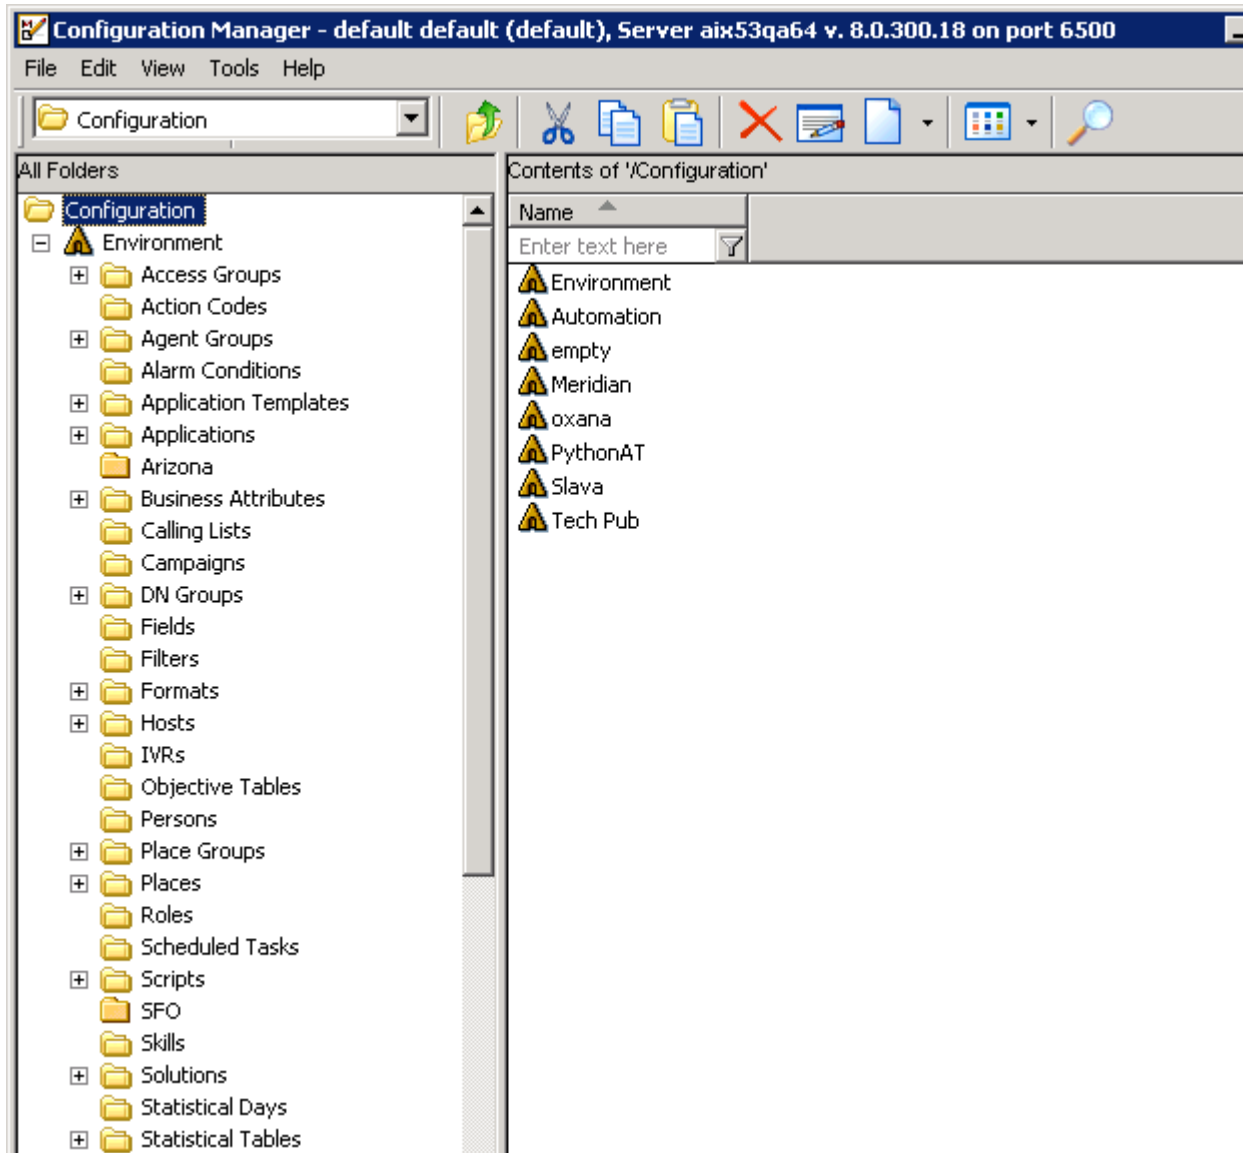 Configuration Manager - default default (default), Server aix53qa64 v. 8.0.300.18 on port 6500
File Edit View Tools Help
Configuration
All Folders
Configuration
Environment
Access Groups
Action Codes
Agent Groups
Alarm Conditions
Application Templates
Applications
Arizona
Business Attributes
Calling Lists
Campaigns
DN Groups
Fields
Filters
Formats
Hosts
IVRs
Objective Tables
Persons
Place Groups
Places
Roles
Scheduled Tasks
Scripts
SFO
Skills
Solutions
Statistical Days
Statistical Tables
Contents of '/Configuration'
Name
Enter text here
Environment
Automation
empty
Meridian
oxana
PythonAT
Slava
Tech Pub